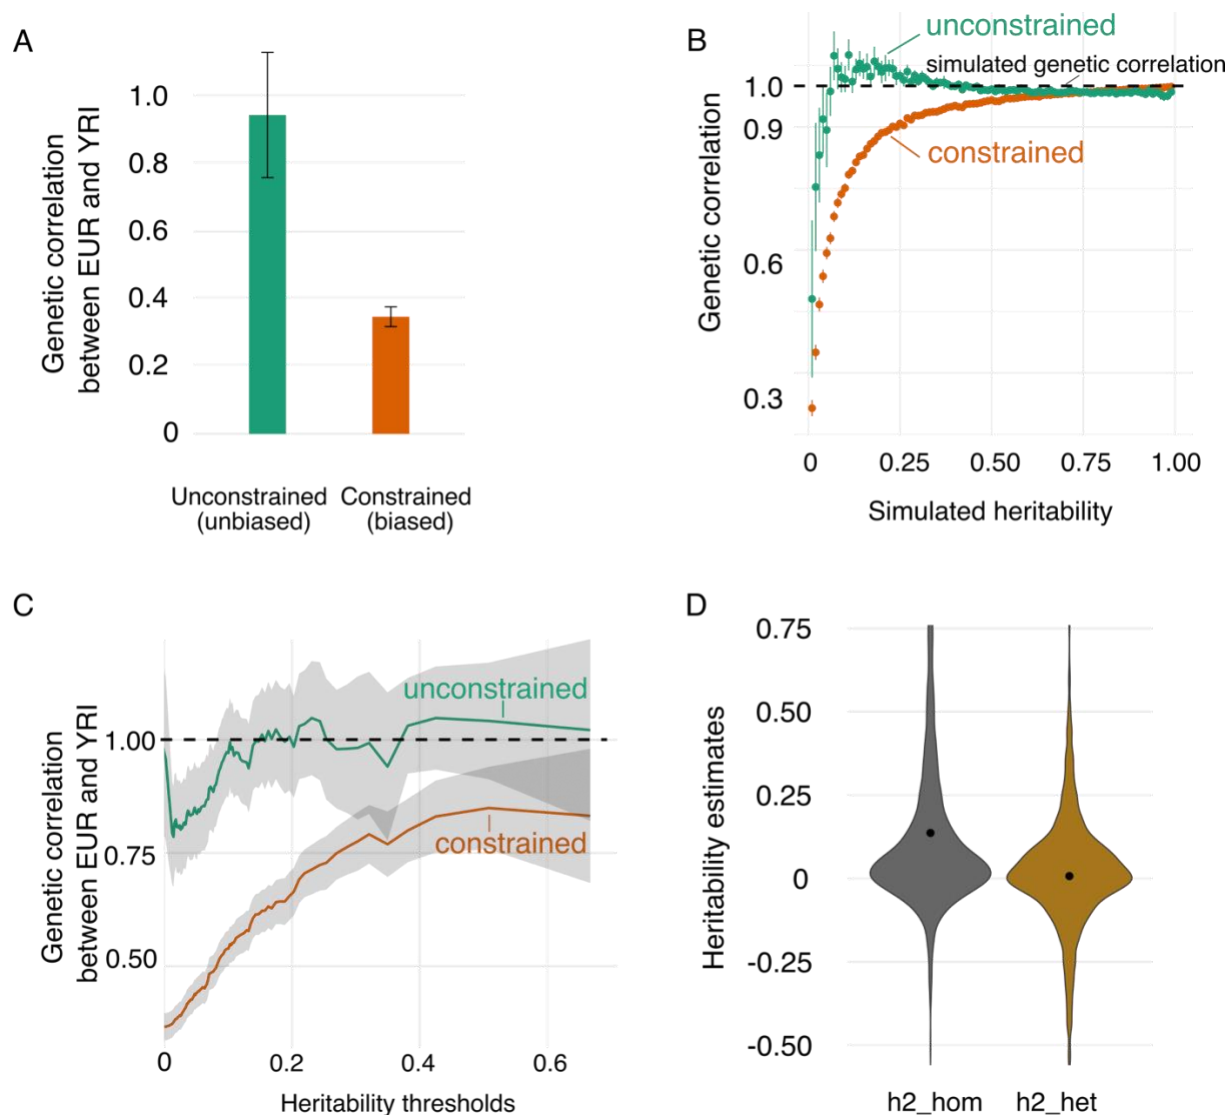 A
Genetic correlation
between EUR and YRI
1.0
0.8
0.6
0.4
0.2
0
Unconstrained
(unbiased)
Constrained
(biased)
B
Genetic correlation
1.0
0.9
0.6
0.3
unconstrained
simulated genetic correlation
constrained
0
0.25
0.50
0.75
1.00
Simulated heritability
C
Genetic correlation
between EUR and YRI
1.00
0.75
0.50
unconstrained
constrained
0
0.2
0.4
0.6
Heritability thresholds
D
Heritability estimates
0.75
0.50
0.25
0
-0.25
-0.50
h2_hom
h2_het